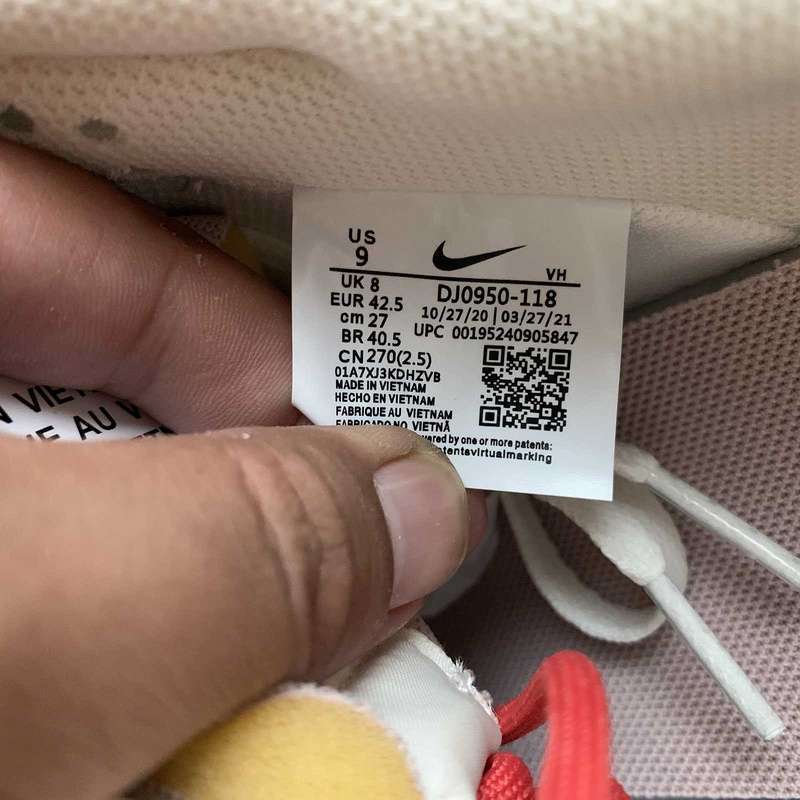 US
9
VH
UK 8
EUR 42.5
cm 27
BR 40.5
CN 270(2.5)
DJ0950-118
10/27/20 | 03/27/21
UPC 00195240905847
01A7XJ3KDHZVB
MADE IN VIETNAM
HECHO EN VIETNAM
FABRIQUE AU VIETNAM
FABRICADO NO VIETNÃ
by one or more patents:
N VIE
AU V